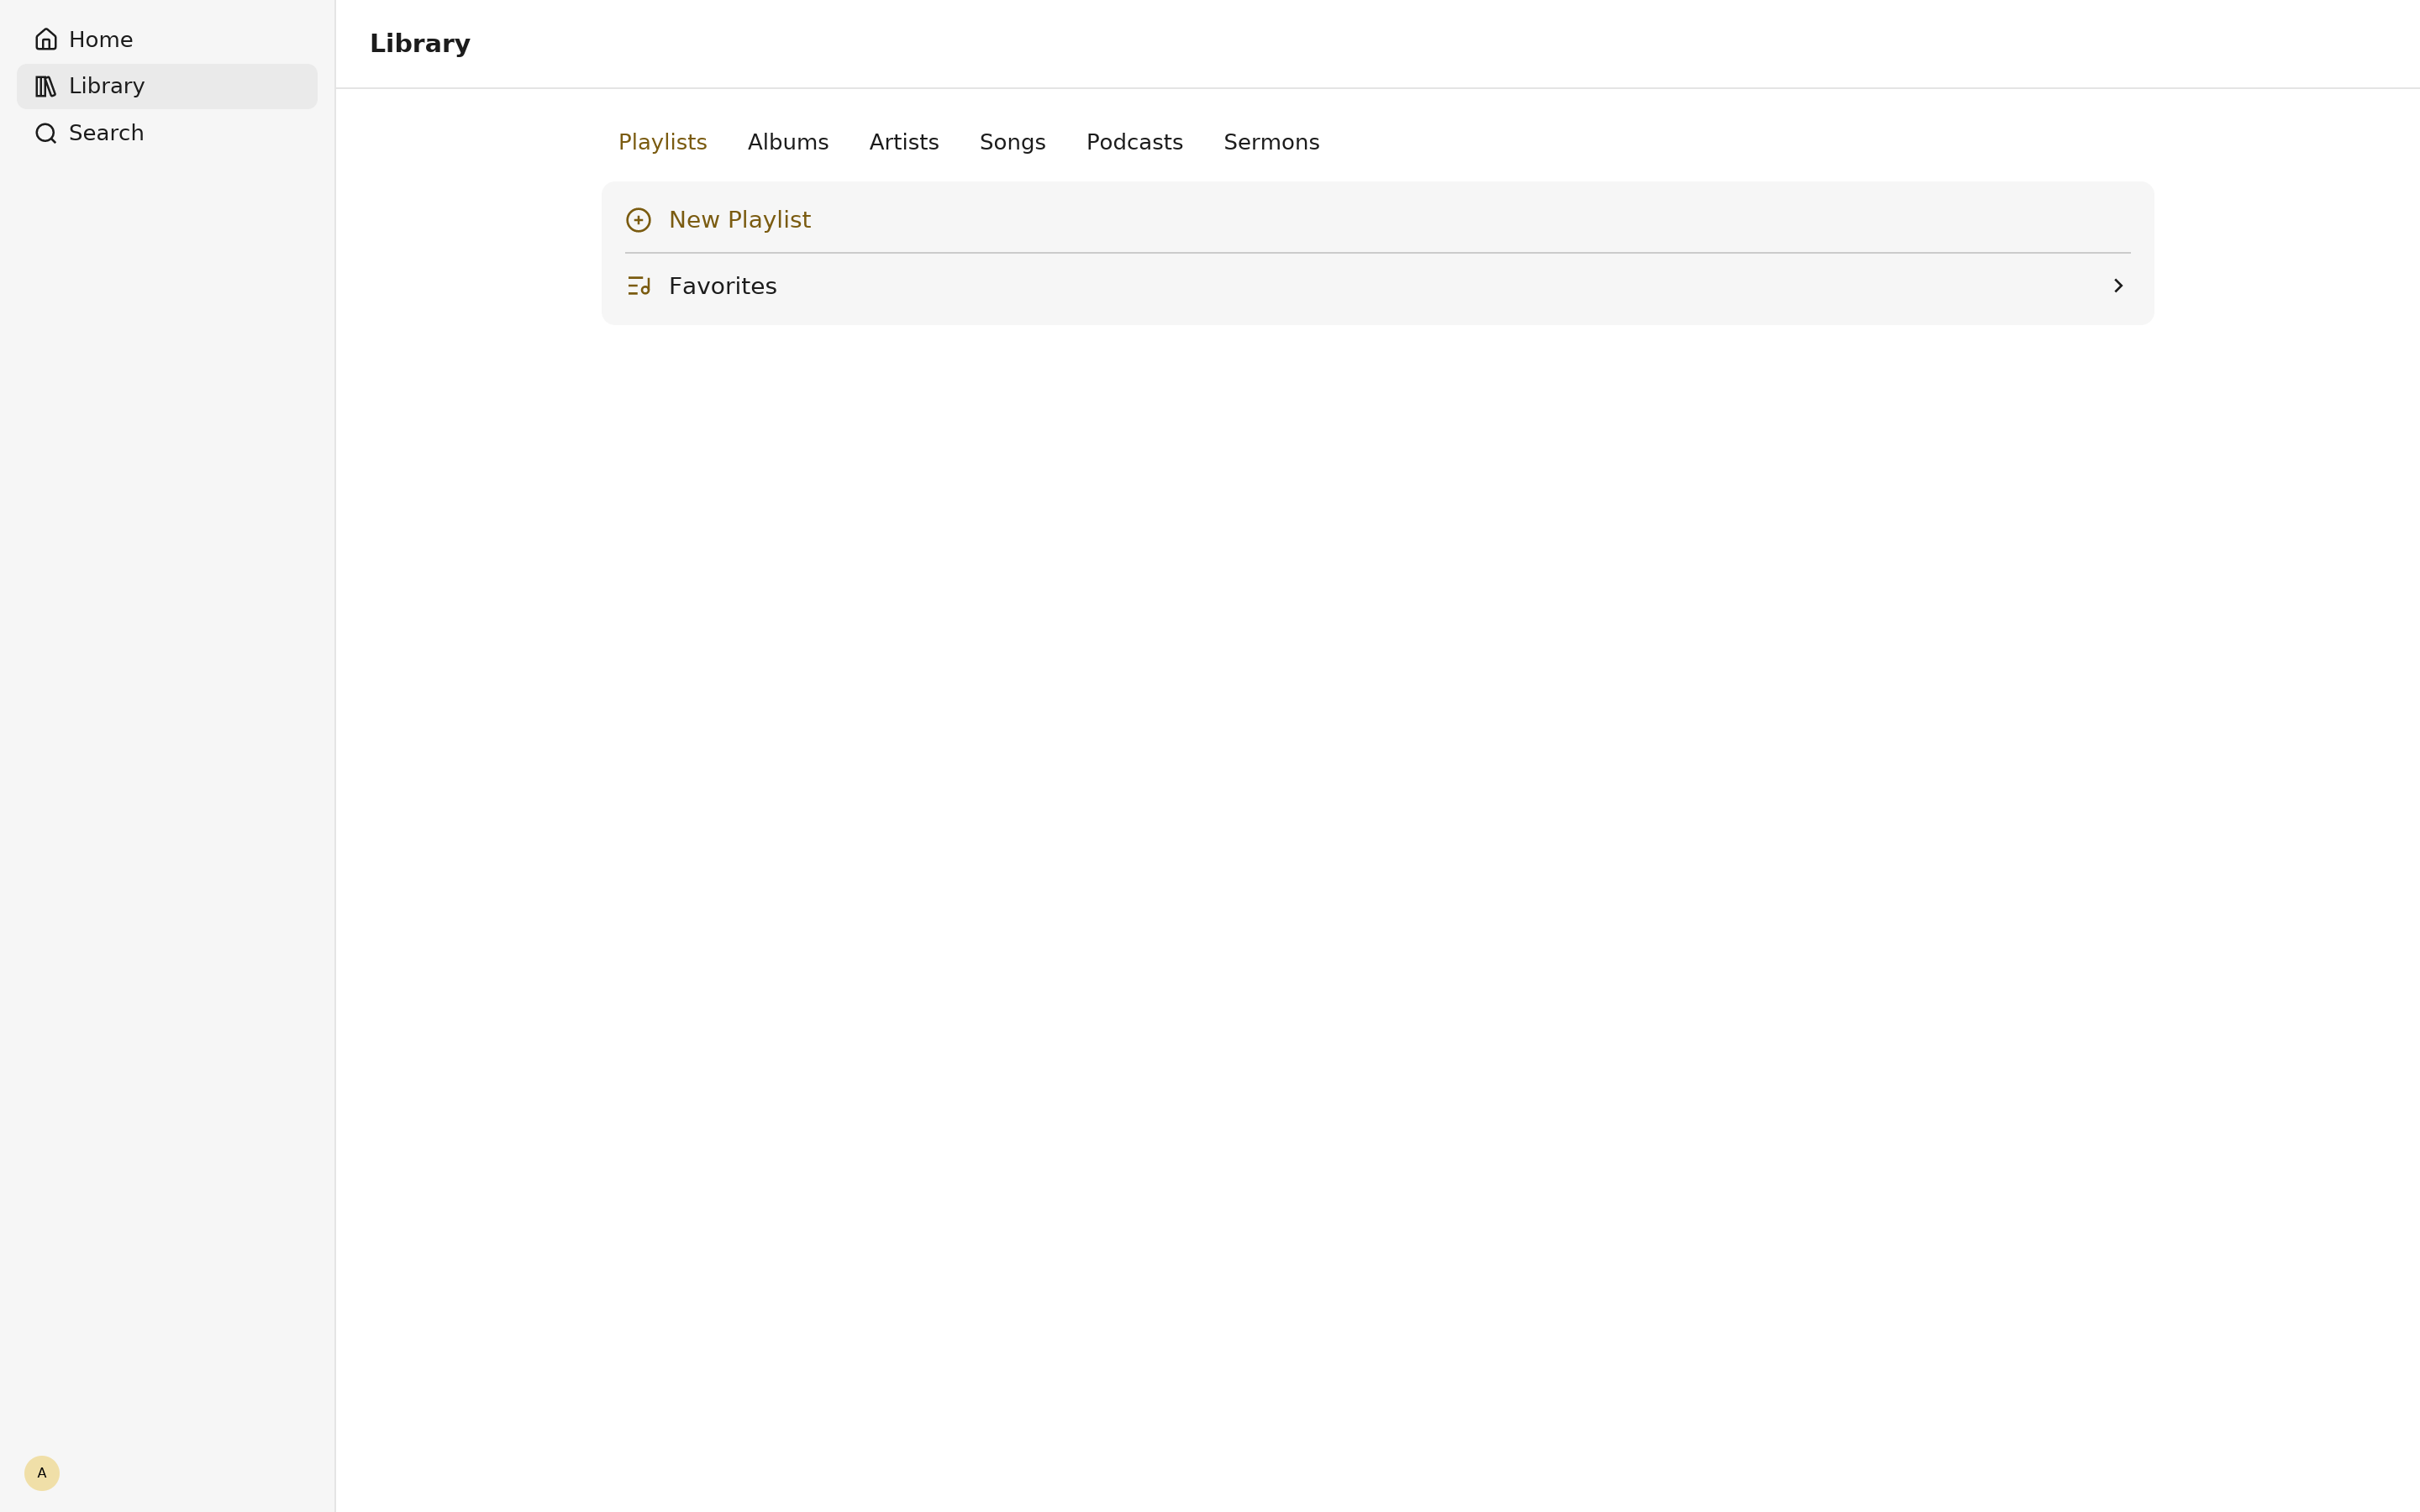 Home
Library
Search
A
Library
Playlists Albums Artists Songs Podcasts Sermons
New Playlist
Favorites